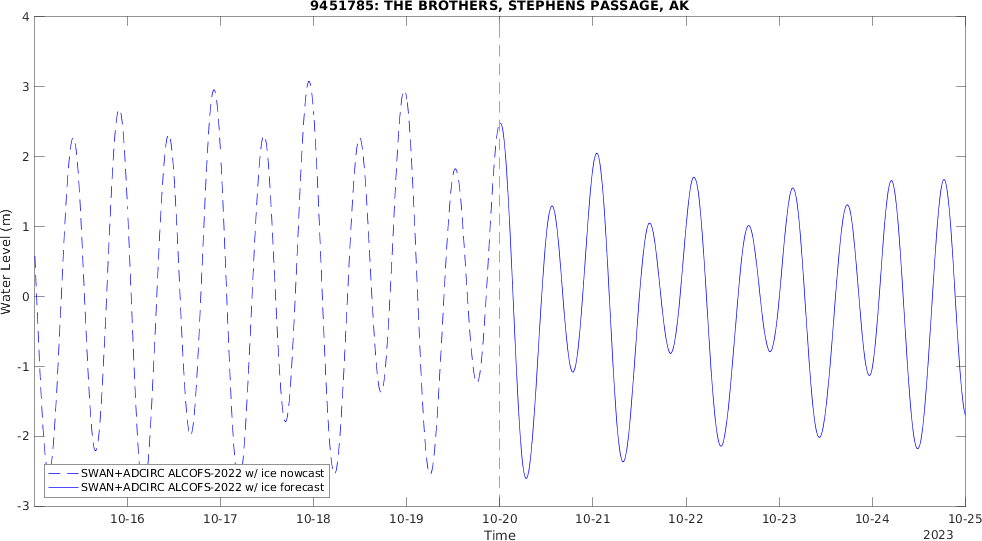 9451785: THE BROTHERS, STEPHENS PASSAGE, AK
4
3
2
1
0
-1
-2
-3
Water Level (m)
SWAN+ADCIRC ALCOFS-2022 w/ ice nowcast
SWAN+ADCIRC ALCOFS-2022 w/ ice forecast
10-16 10-17 10-18 10-19 10-20 10-21 10-22 10-23 10-24 10-25
Time
2023